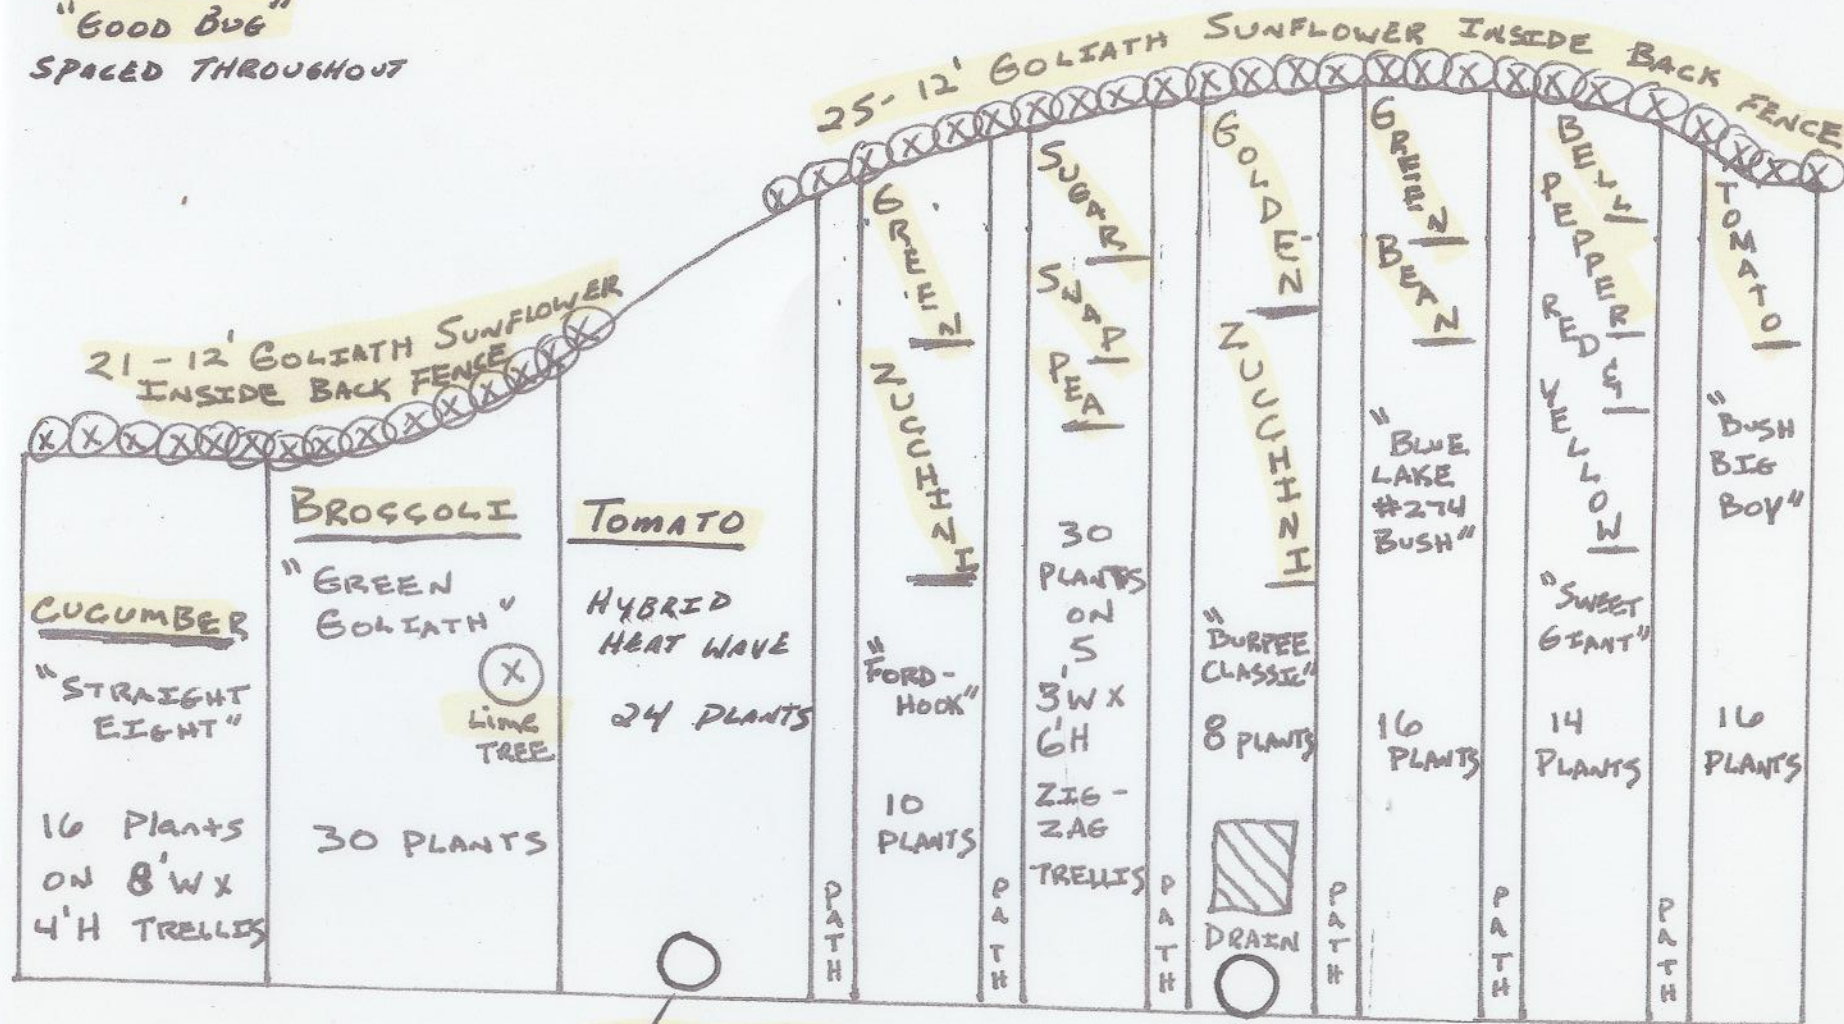 "GOOD BUG"
SPACED THROUGHOUT
25-12' GOLIATH SUNFLOWER INSIDE BACK FENCE
21-12' GOLIATH SUNFLOWER
INSIDE BACK FENCE
CUCUMBER
"STRAIGHT
EIGHT"
16 Plants
ON 8'W X
4'H TRELLIS
BROSCOLI
"GREEN
GOLIATH"
X
Lime
TREE
30 PLANTS
TOMATO
HYBRID
HEAT WAVE
24 PLANTS
PATH
GREEN
ZUCCHINI
"FORD-
HOOK"
10
PLANTS
PATH
SUGAR
SNAP
PEA
30
PLANTS
ON
5
3'W X
6'H
ZIG-
ZAG
TRELLIS
PATH
GOLDEN
ZUCCHINI
"BURPEE
CLASSIC"
8 PLANTS
DRAIN
PATH
GREEN
BEAN
"BLUE
LAKE
#274
BUSH"
16
PLANTS
PATH
BELL
PEPPER
RED &
YELLOW
"SWEET
GIANT"
14
PLANTS
PATH
TOMATO
"BUSH
BIG
BOY"
16
PLANTS